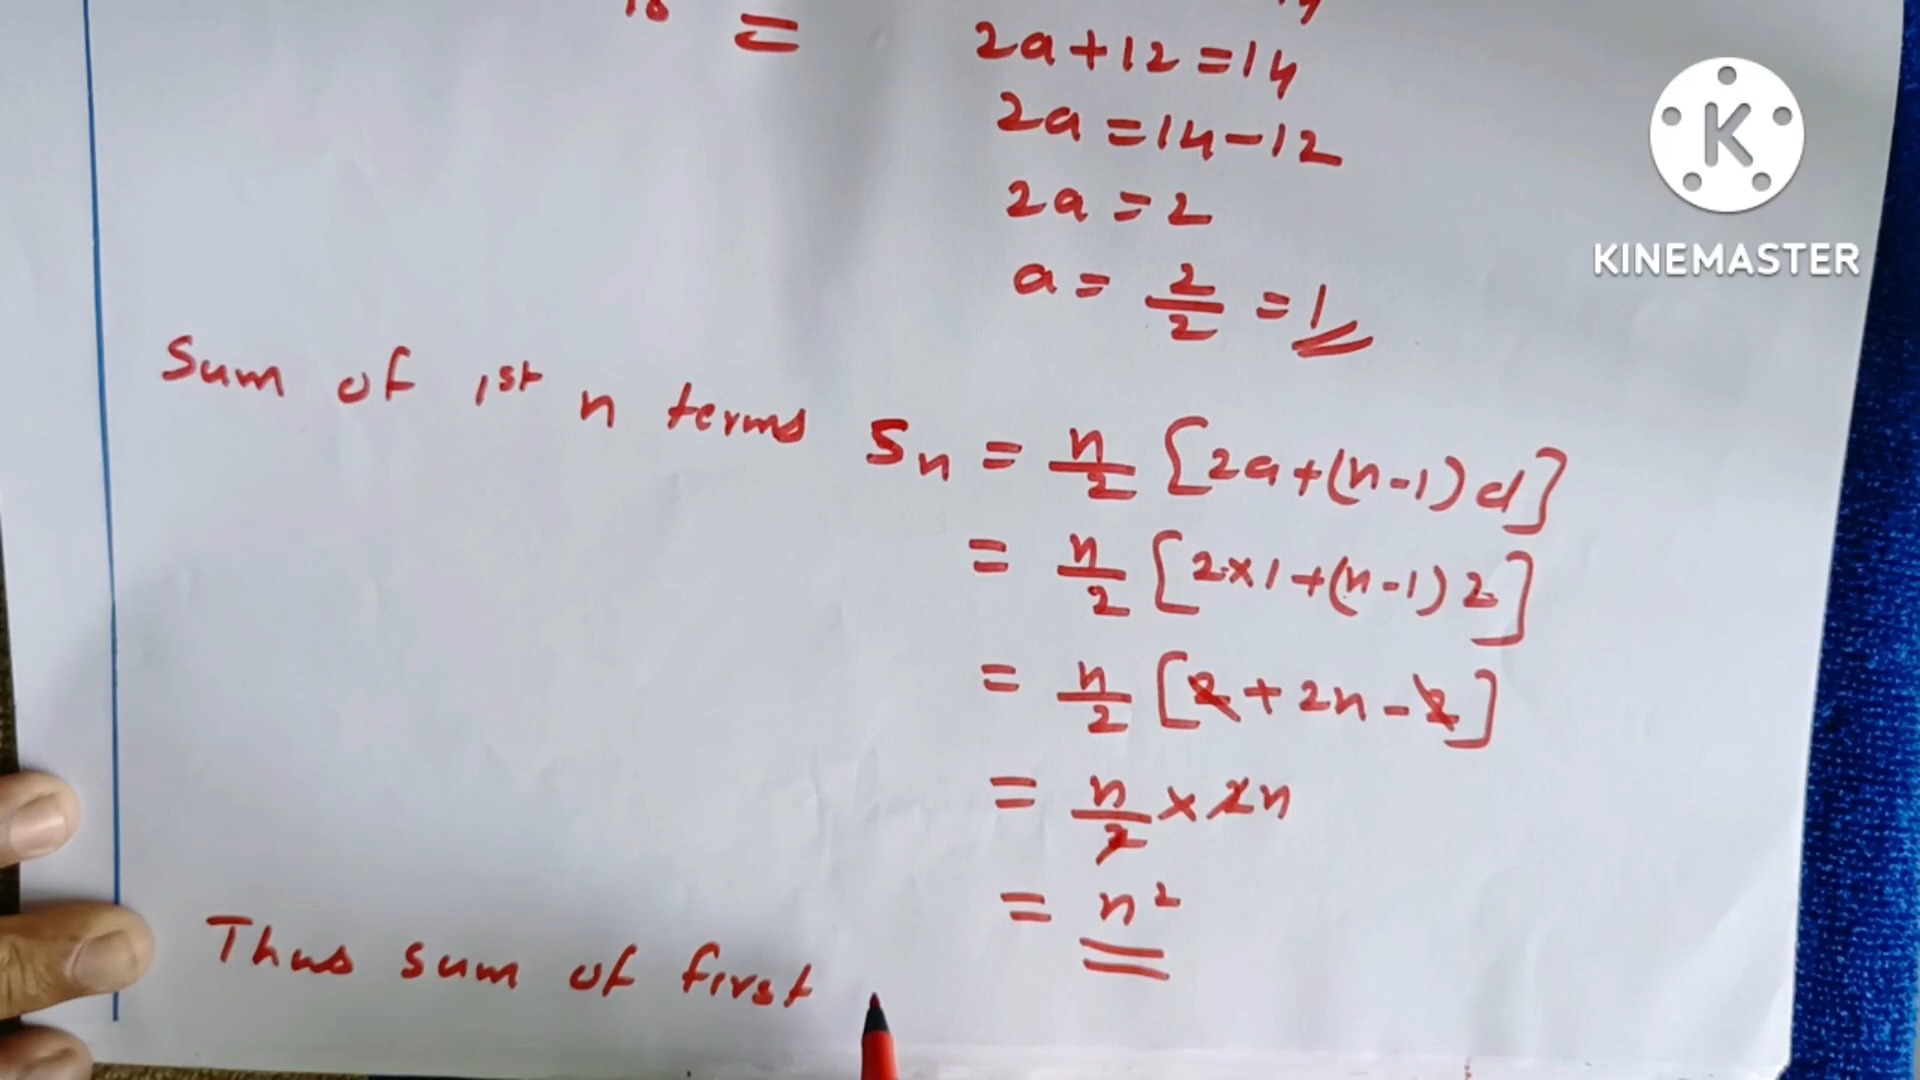 2a+12=14
2a=14-12
2a=2
a= 2/2 =1
Sum of 1st n terms Sn = n/2 [2a+(n-1)d]
= n/2 [2×1+(n-1)2]
= n/2 [2+2n-2]
= n/2 × 2n
= n²
Thus sum of first
K
KINEMASTER